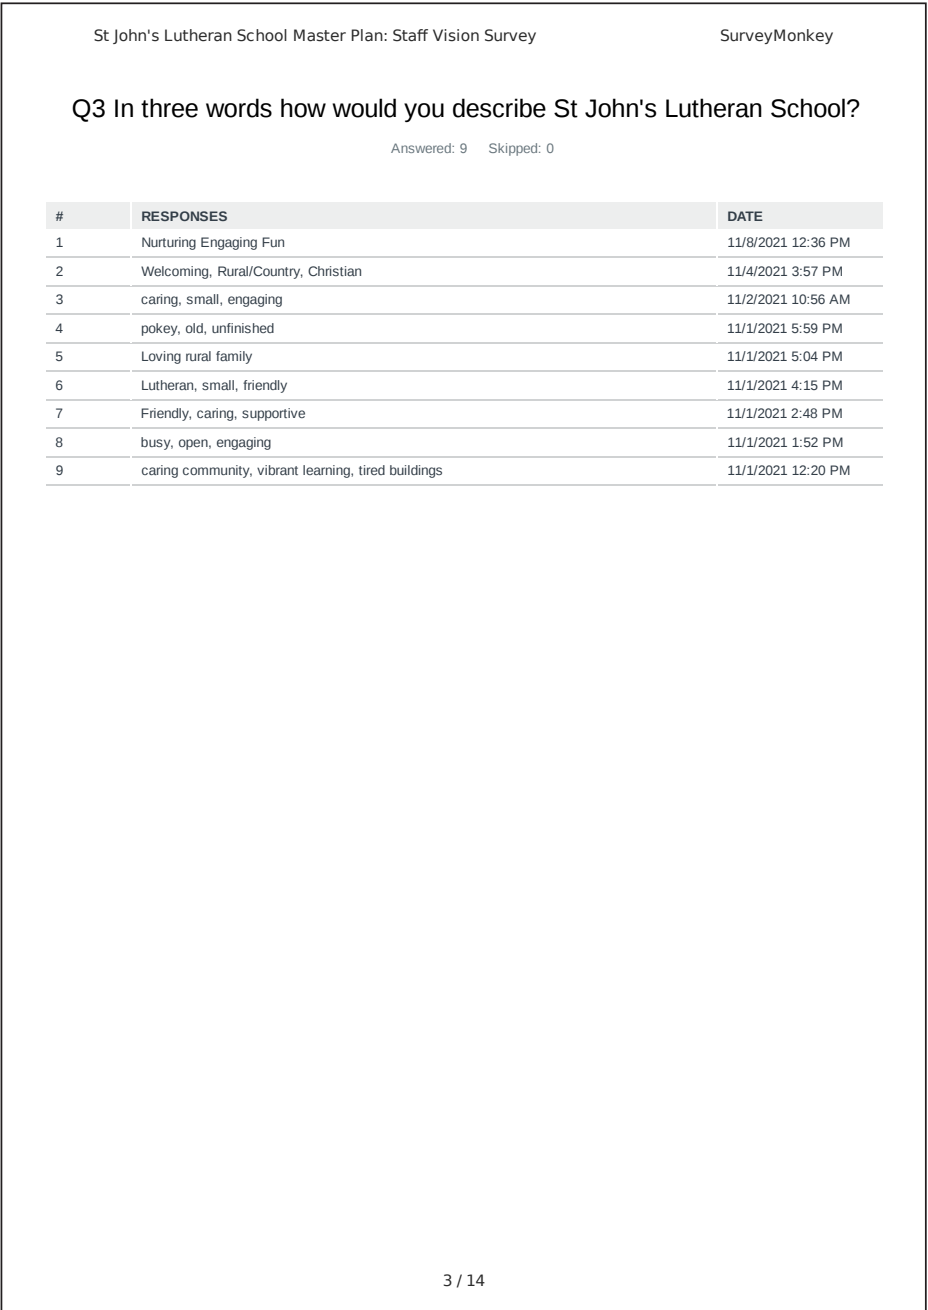 St John's Lutheran School Master Plan: Staff Vision Survey SurveyMonkey
Q3 In three words how would you describe St John's Lutheran School?
Answered: 9 Skipped: 0
# RESPONSES DATE
1 Nurturing Engaging Fun 11/8/2021 12:36 PM
2 Welcoming, Rural/Country, Christian 11/4/2021 3:57 PM
3 caring, small, engaging 11/2/2021 10:56 AM
4 pokey, old, unfinished 11/1/2021 5:59 PM
5 Loving rural family 11/1/2021 5:04 PM
6 Lutheran, small, friendly 11/1/2021 4:15 PM
7 Friendly, caring, supportive 11/1/2021 2:48 PM
8 busy, open, engaging 11/1/2021 1:52 PM
9 caring community, vibrant learning, tired buildings 11/1/2021 12:20 PM
3 / 14